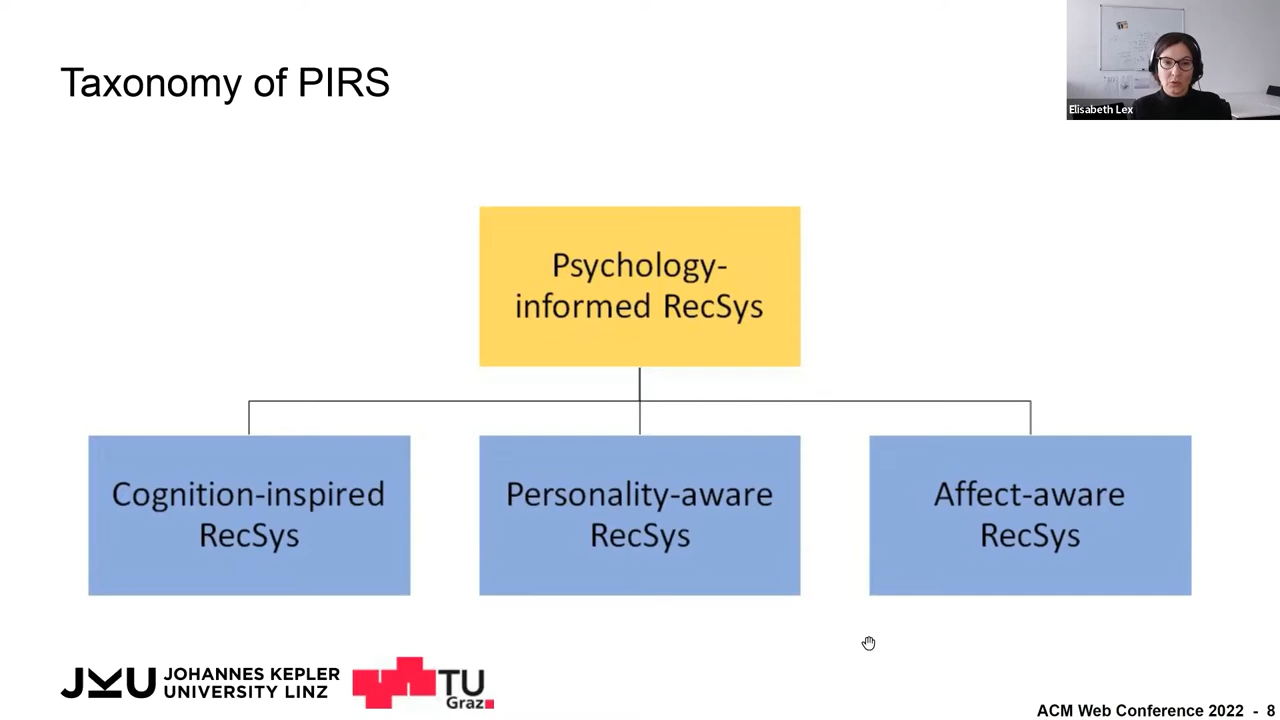 Taxonomy of PIRS
Elisabeth Lex
Psychology-
informed RecSys
Cognition-inspired
RecSys
Personality-aware
RecSys
Affect-aware
RecSys
JKU JOHANNES KEPLER
UNIVERSITY LINZ
TU
Graz
ACM Web Conference 2022 - 8